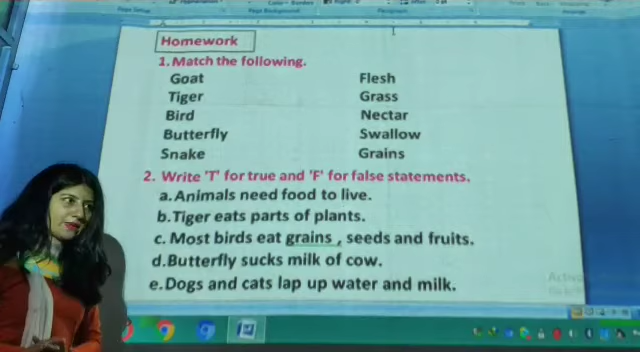 Homework
1. Match the following.
Goat Flesh
Tiger Grass
Bird Nectar
Butterfly Swallow
Snake Grains
2. Write 'T' for true and 'F' for false statements.
a. Animals need food to live.
b. Tiger eats parts of plants.
c. Most birds eat grains , seeds and fruits.
d. Butterfly sucks milk of cow.
e. Dogs and cats lap up water and milk.